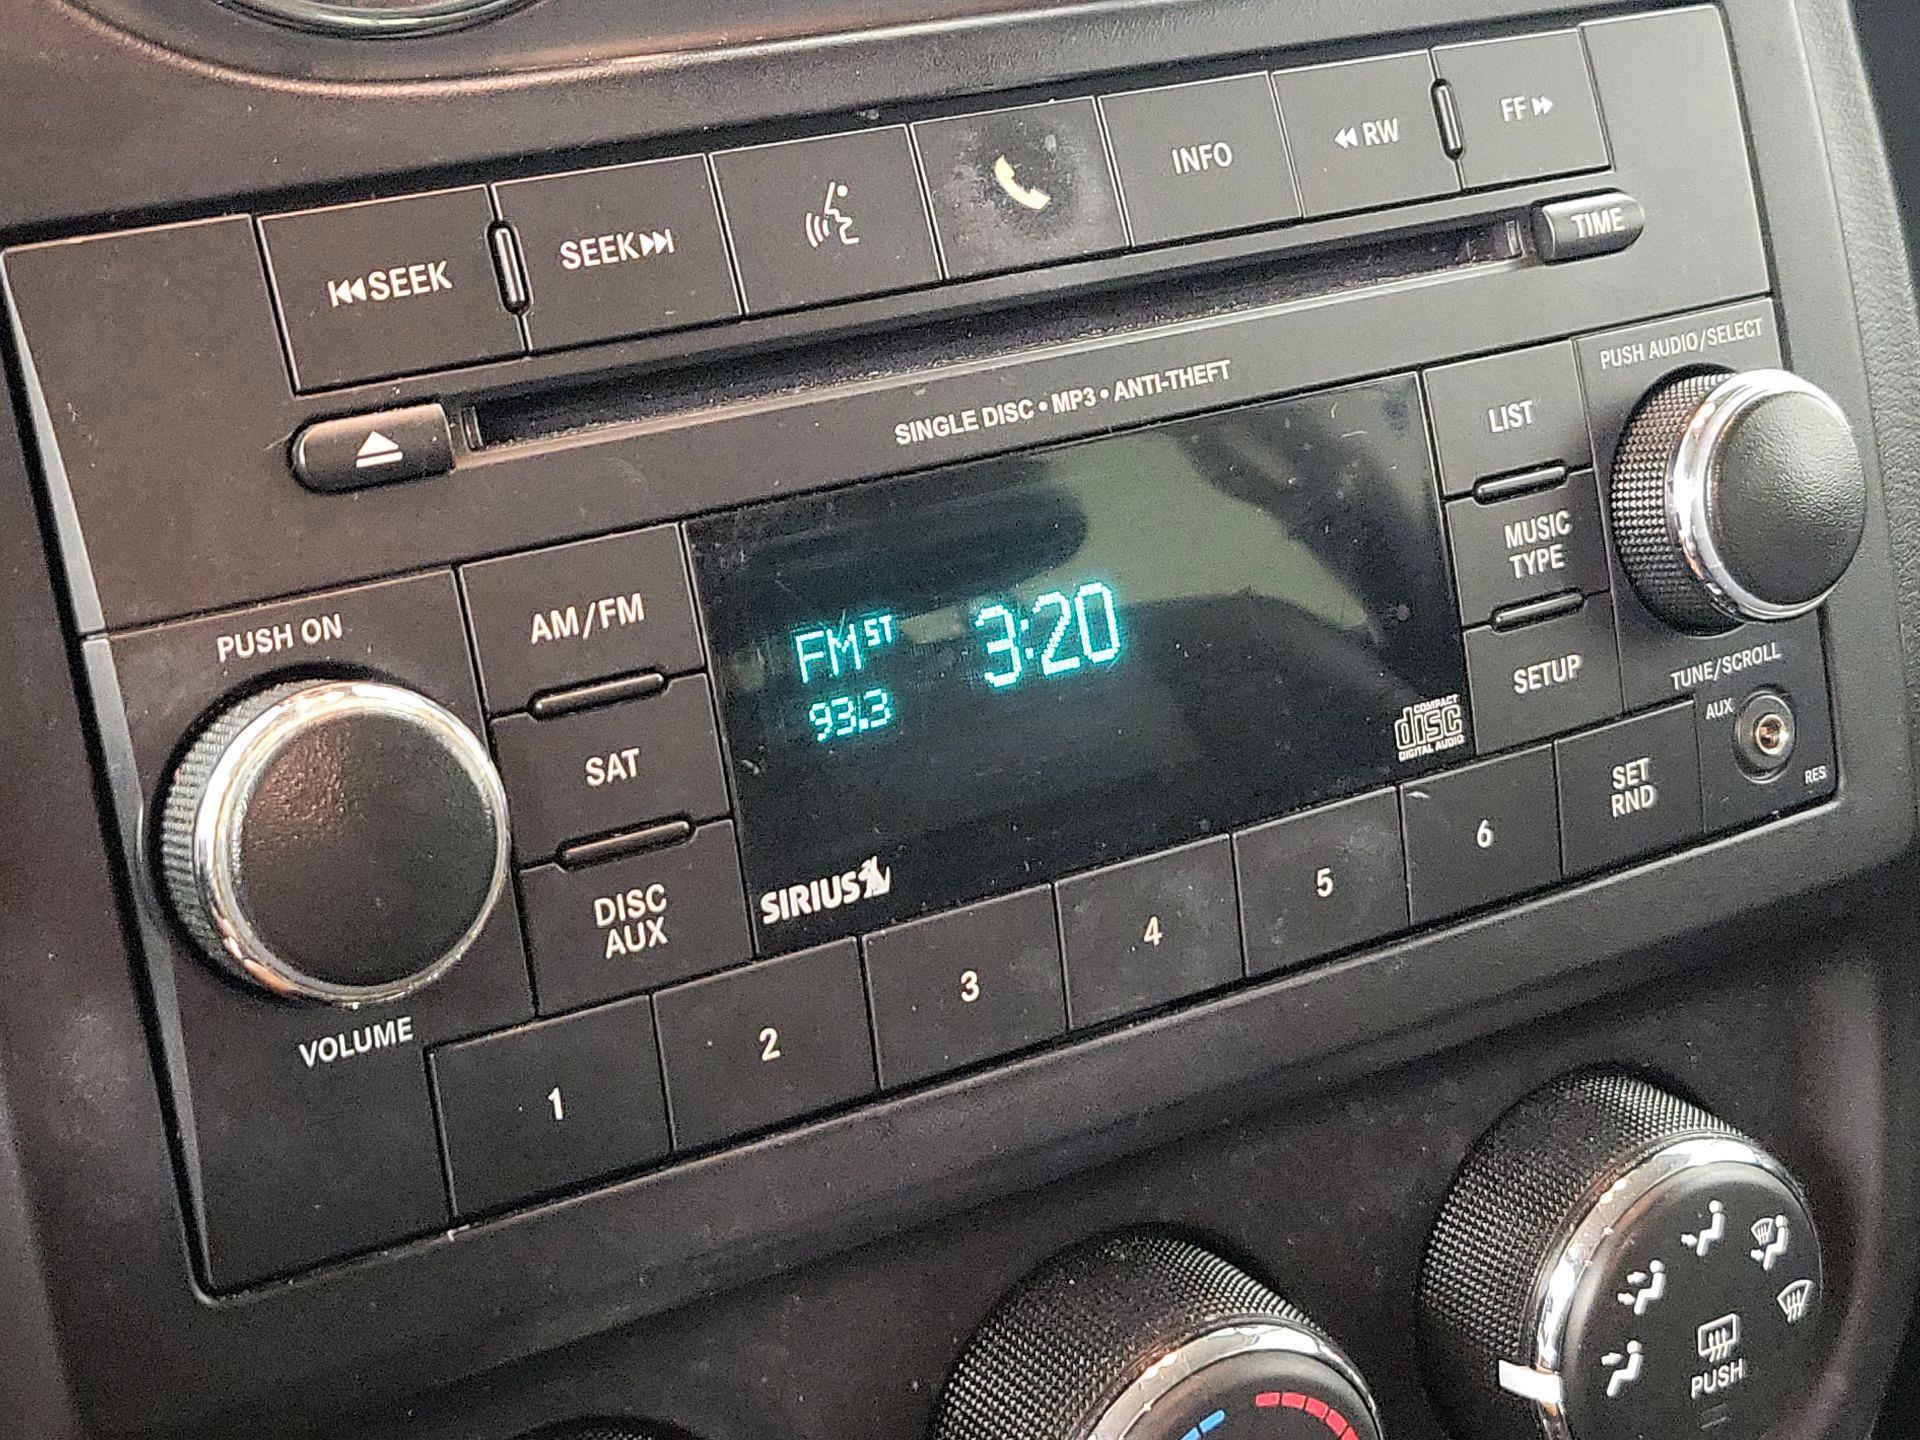 SEEK
SEEK
INFO
RW
FF
TIME
SINGLE DISC • MP3 • ANTI-THEFT
PUSH AUDIO/SELECT
LIST
MUSIC
TYPE
SETUP
TUNE/SCROLL
AUX
RES
PUSH ON
VOLUME
AM/FM
SAT
DISC
AUX
FM ST 3:20
93.3
SIRIUS
COMPACT
disc
DIGITAL AUDIO
1
2
3
4
5
6
SET
RND
PUSH